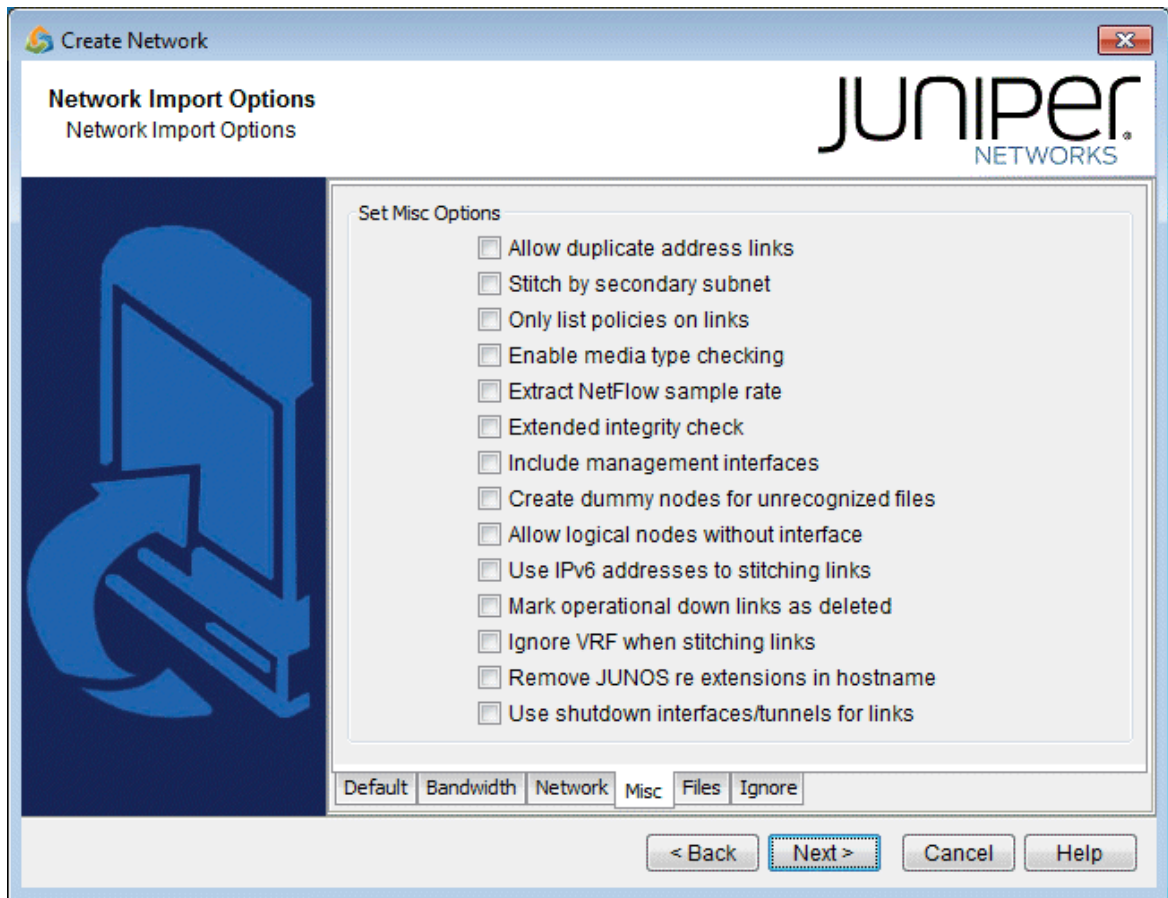 Create Network
Network Import Options
Network Import Options
JUNIPER
NETWORKS
Set Misc Options
Allow duplicate address links
Stitch by secondary subnet
Only list policies on links
Enable media type checking
Extract NetFlow sample rate
Extended integrity check
Include management interfaces
Create dummy nodes for unrecognized files
Allow logical nodes without interface
Use IPv6 addresses to stitching links
Mark operational down links as deleted
Ignore VRF when stitching links
Remove JUNOS re extensions in hostname
Use shutdown interfaces/tunnels for links
Default Bandwidth Network Misc Files Ignore
< Back Next > Cancel Help